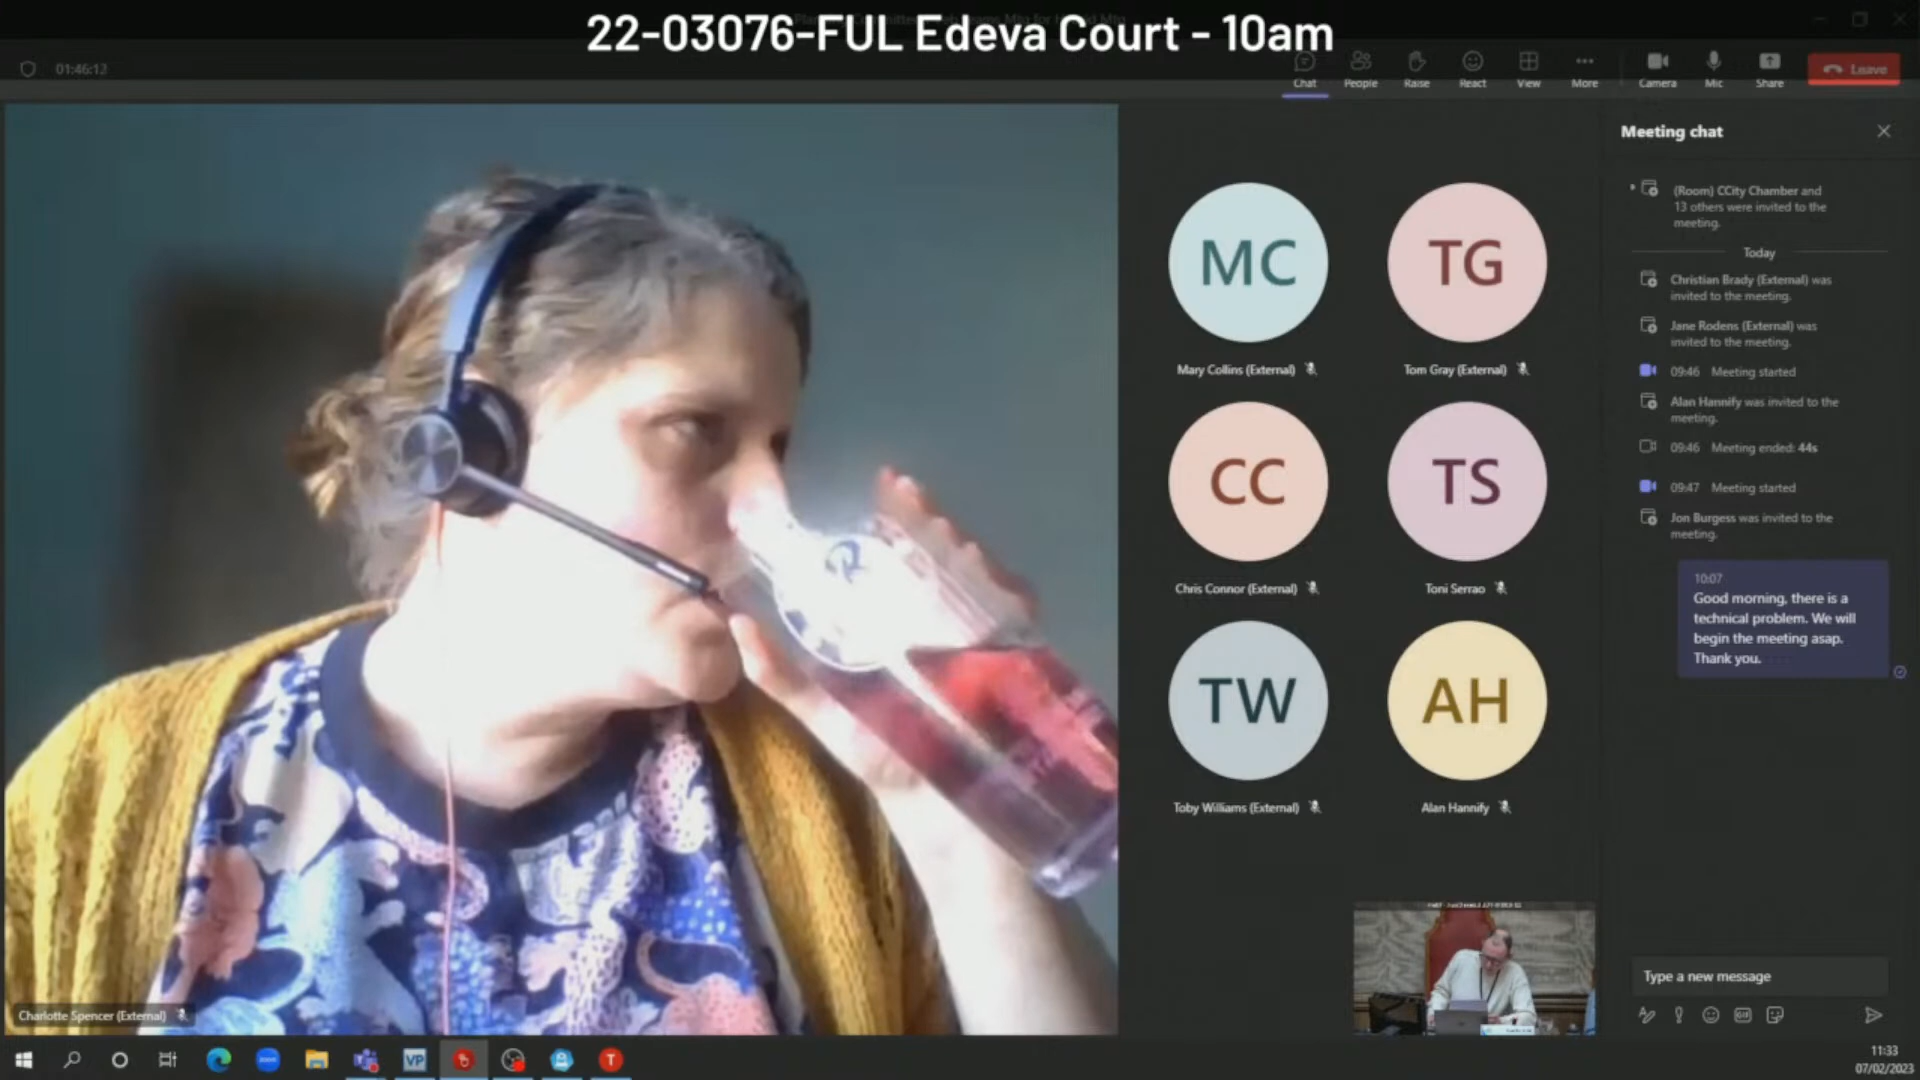 22-03076-FUL Edeva Court - 10am
01:46:12
Chat
People
Raise
React
View
More
Camera
Mic
Share
Leave
Charlotte Spencer (External)
MC
TG
Mary Collins (External)
Tom Gray (External)
CC
TS
Chris Connor (External)
Toni Serrao
TW
AH
Toby Williams (External)
Alan Hannify
Meeting chat
(Room) CCity Chamber and
13 others were invited to the
meeting.
Today
Christian Brady (External) was
invited to the meeting.
Jane Rodens (External) was
invited to the meeting.
09:46 Meeting started
Alan Hannify was invited to the
meeting.
09:46 Meeting ended: 44s
09:47 Meeting started
Jon Burgess was invited to the
meeting.
10:07
Good morning, there is a
technical problem. We will
begin the meeting asap.
Thank you.
Type a new message
GIF
zoom
VP
T
11:33
07/02/2023